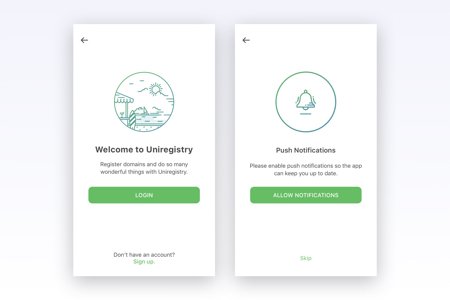 Welcome to Uniregistry
Register domains and do so many
wonderful things with Uniregistry.
LOGIN
Don't have an account?
Sign up.
Push Notifications
Please enable push notifications so the app
can keep you up to date.
ALLOW NOTIFICATIONS
Skip